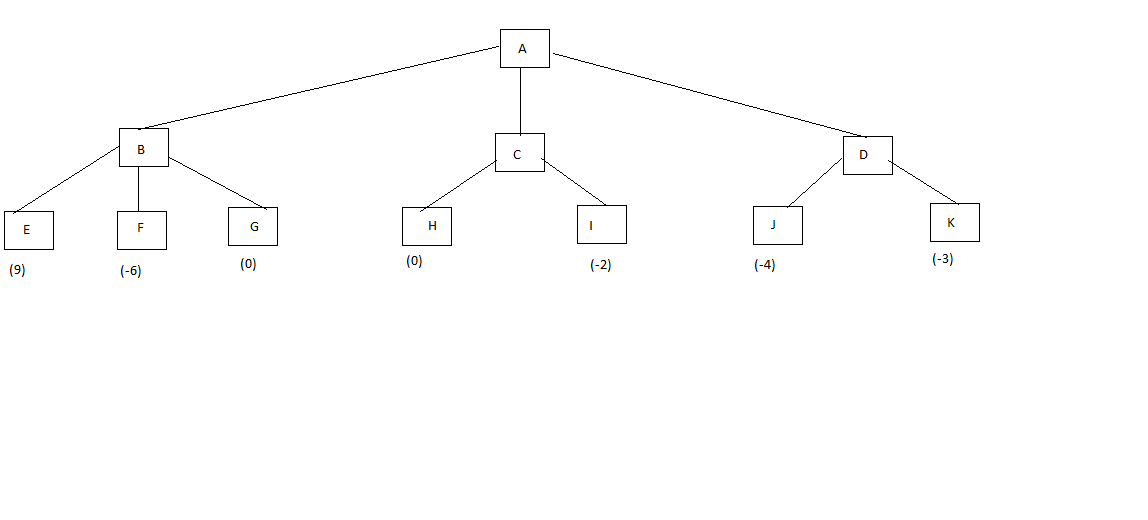 A
B
C
D
E
F
G
H
I
J
K
(9)
(-6)
(0)
(0)
(-2)
(-4)
(-3)